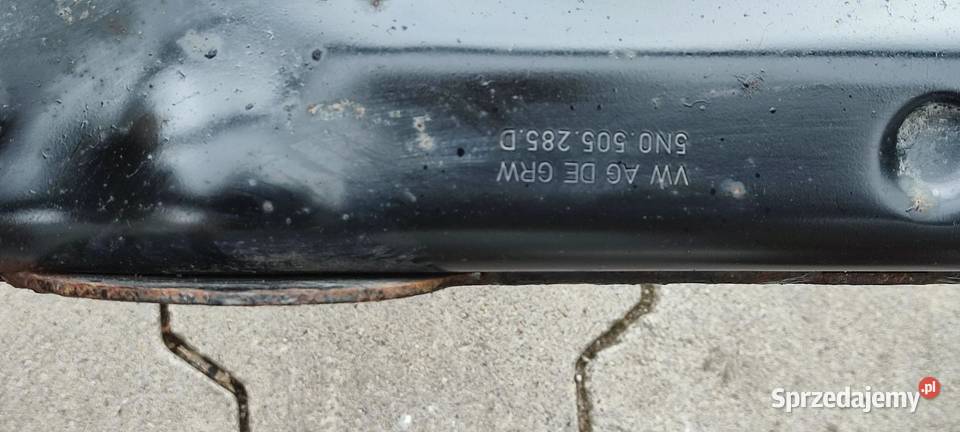 VW AG DE GRW
5N0.505.285.D
Sprzedajemy.pl